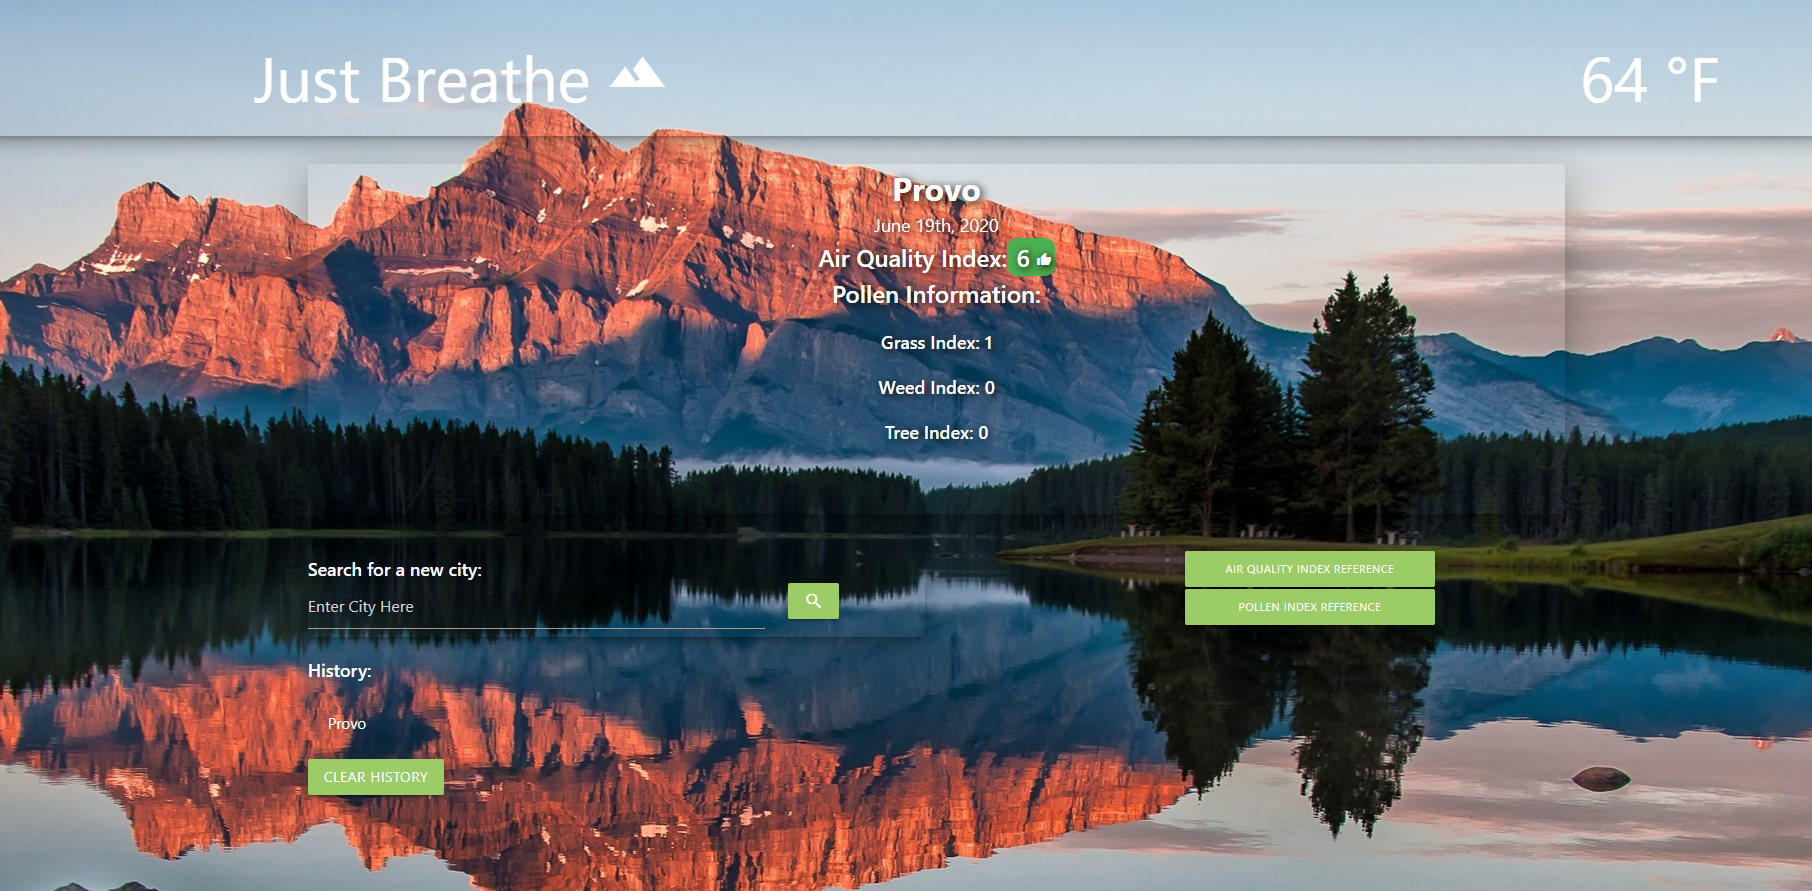 Just Breathe
64 °F
Provo
June 19th, 2020
Air Quality Index: 6
Pollen Information:
Grass Index: 1
Weed Index: 0
Tree Index: 0
Search for a new city:
Enter City Here
AIR QUALITY INDEX REFERENCE
POLLEN INDEX REFERENCE
History:
Provo
CLEAR HISTORY